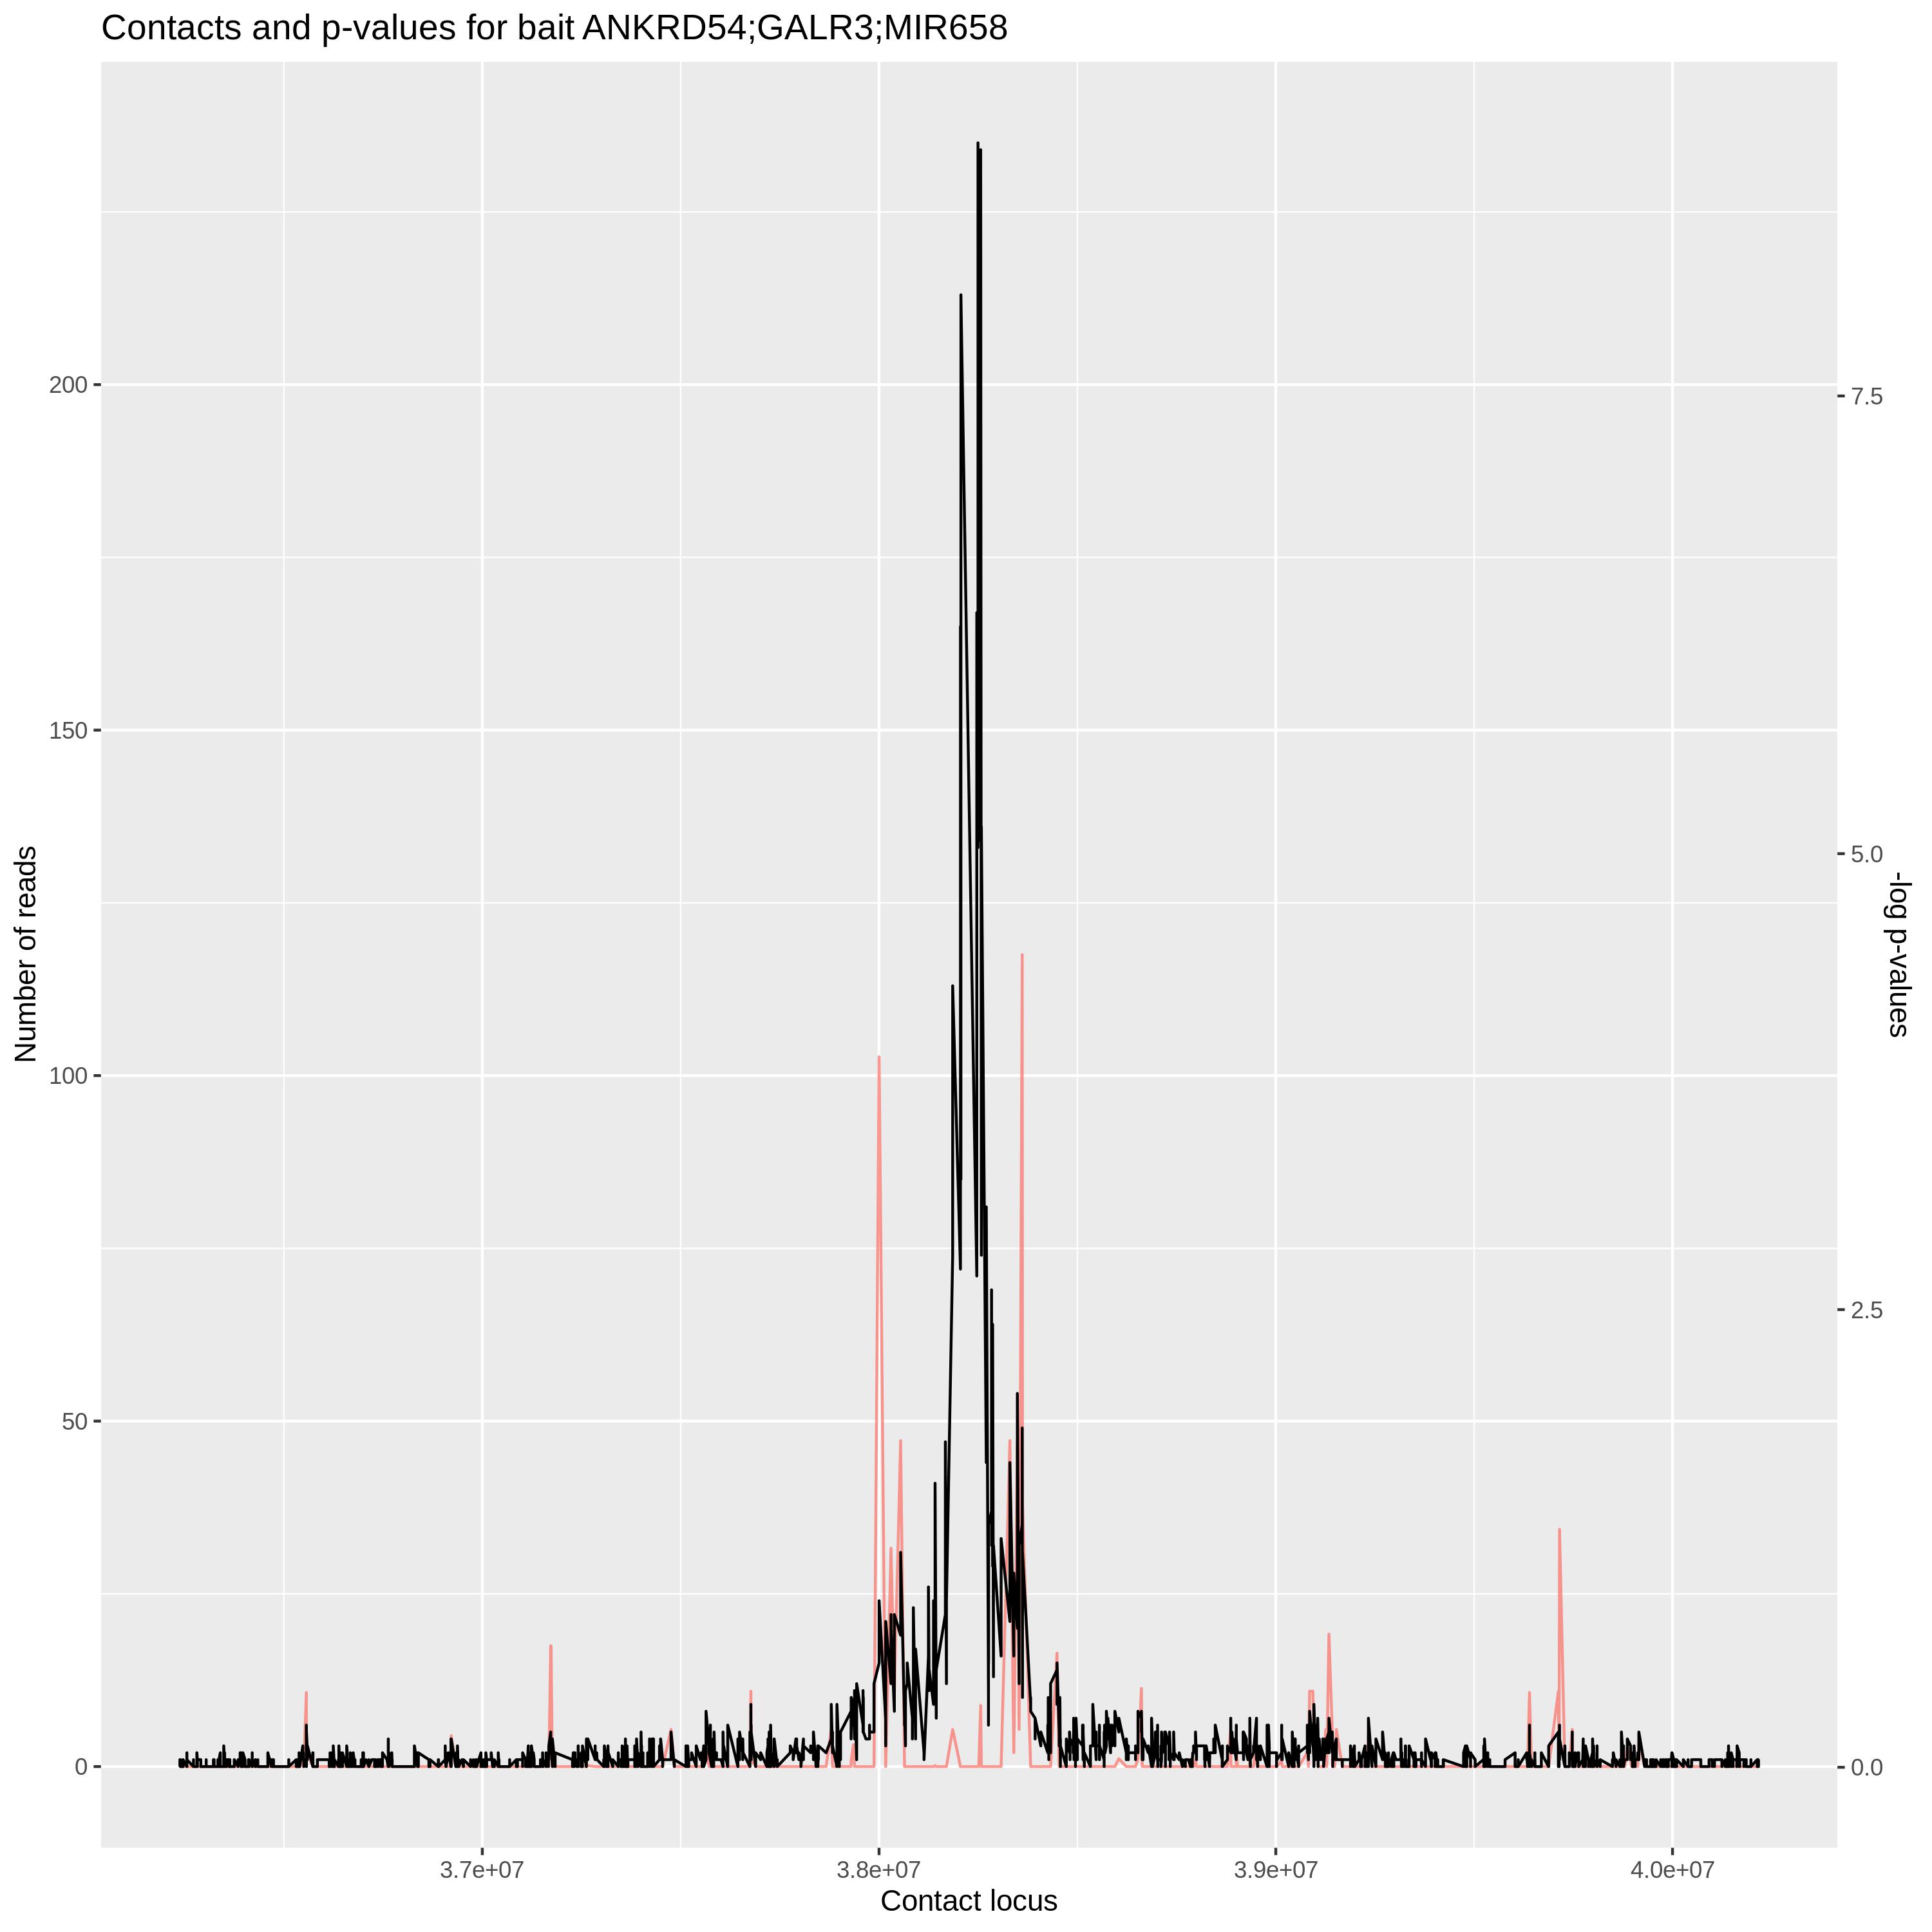 Contacts and p-values for bait ANKRD54;GALR3;MIR658
200
150
100
50
0
Number of reads
7.5
5.0
2.5
0.0
-log p-values
3.7e+07
3.8e+07
3.9e+07
4.0e+07
Contact locus